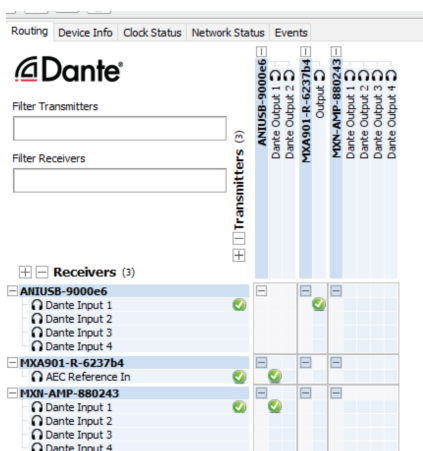 Routing Device Info Clock Status Network Status Events
Dante®
Filter Transmitters
Filter Receivers
Transmitters (3)
ANIUSB-9000e6
Dante Output 1
Dante Output 2
MXA901-R-6237b4
Output
MXN-AMP-880243
Dante Output 1
Dante Output 2
Dante Output 3
Dante Output 4
Receivers (3)
ANIUSB-9000e6
Dante Input 1
Dante Input 2
Dante Input 3
Dante Input 4
MXA901-R-6237b4
AEC Reference In
MXN-AMP-880243
Dante Input 1
Dante Input 2
Dante Input 3
Dante Input 4